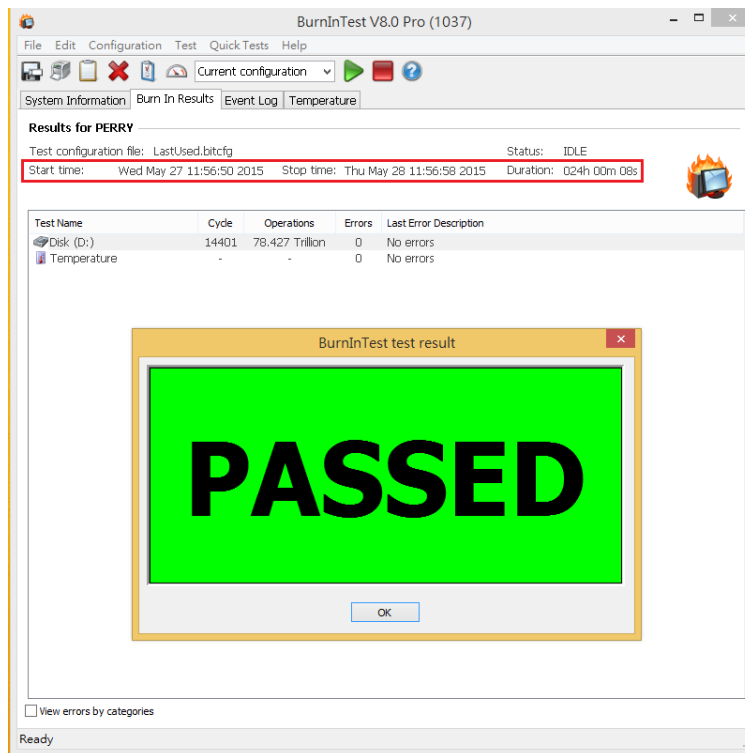 BurnInTest V8.0 Pro (1037)
File Edit Configuration Test Quick Tests Help
Current configuration
System Information Burn In Results Event Log Temperature
Results for PERRY
Test configuration file: LastUsed.bitcfg Status: IDLE
Start time: Wed May 27 11:56:50 2015 Stop time: Thu May 28 11:56:58 2015 Duration: 024h 00m 08s
Test Name Cycle Operations Errors Last Error Description
Disk (D:) 14401 78.427 Trillion 0 No errors
Temperature - - 0 No errors
BurnInTest test result
PASSED
OK
View errors by categories
Ready